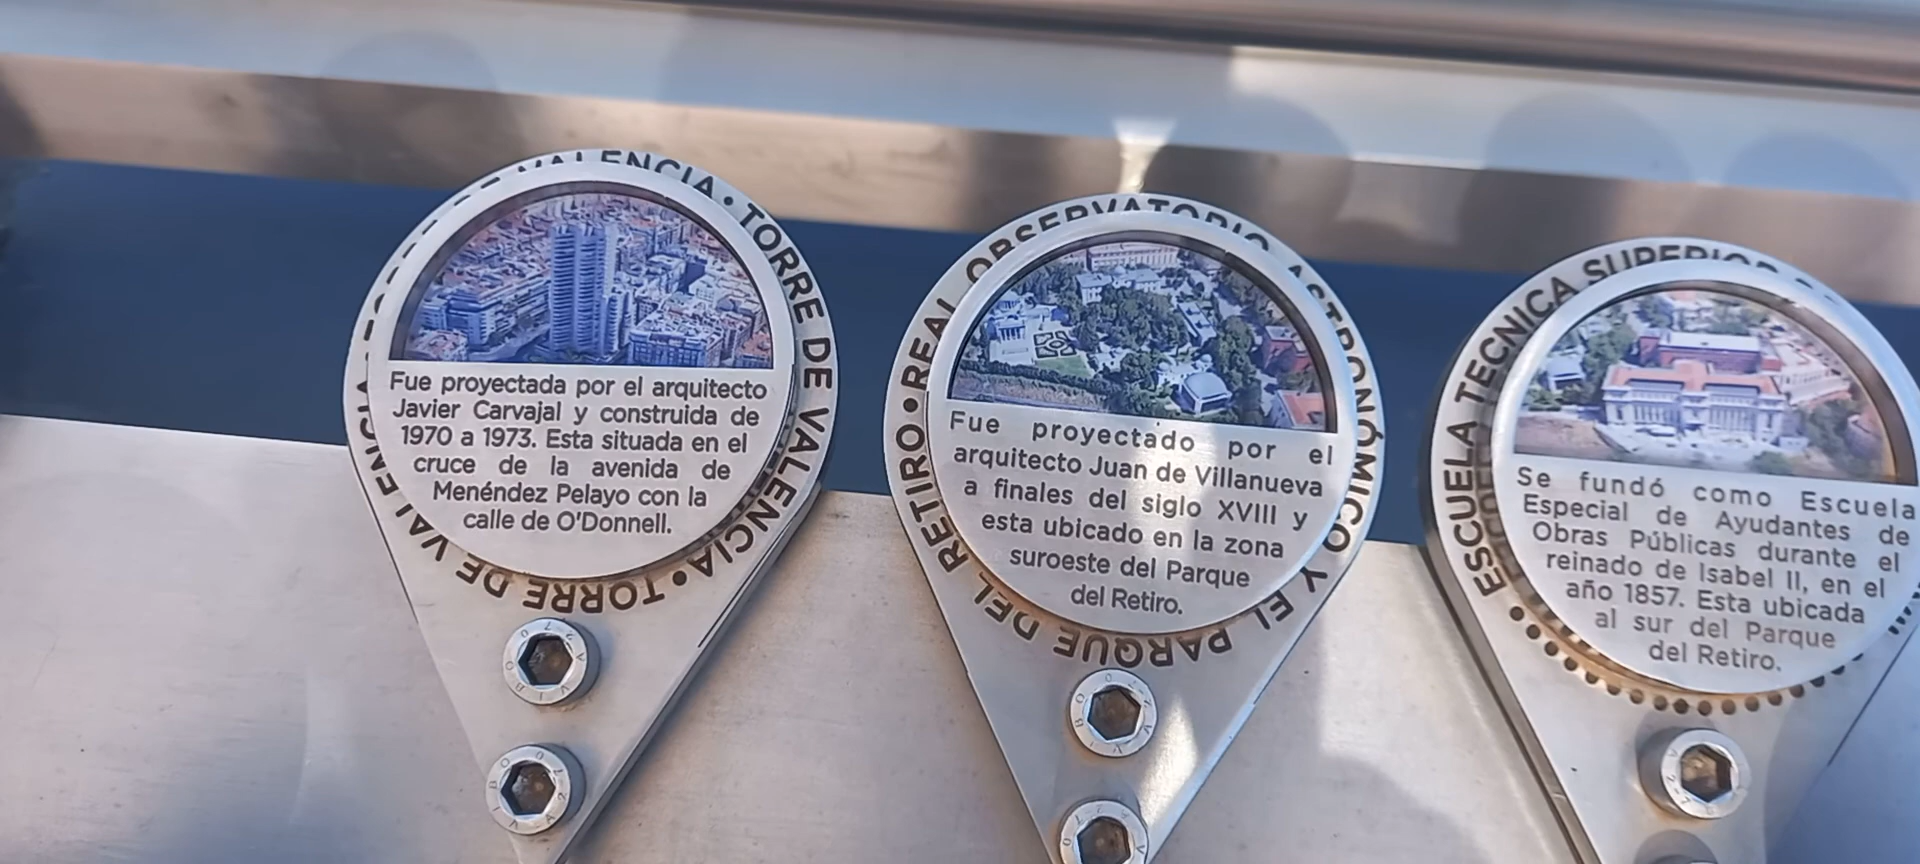 TORRE DE VALENCIA • TORRE DE VALENCIA • TORRE DE VALENCIA
Fue proyectada por el arquitecto
Javier Carvajal y construida de
1970 a 1973. Esta situada en el
cruce de la avenida de
Menéndez Pelayo con la
calle de O'Donnell.
REAL OBSERVATORIO ASTRONÓMICO Y EL PARQUE DEL RETIRO •
Fue proyectado por el
arquitecto Juan de Villanueva
a finales del siglo XVIII y
esta ubicado en la zona
suroeste del Parque
del Retiro.
ESCUELA TECNICA SUPERIOR
Se fundó como Escuela
Especial de Ayudantes de
Obras Públicas durante el
reinado de Isabel II, en el
año 1857. Esta ubicada
al sur del Parque
del Retiro.